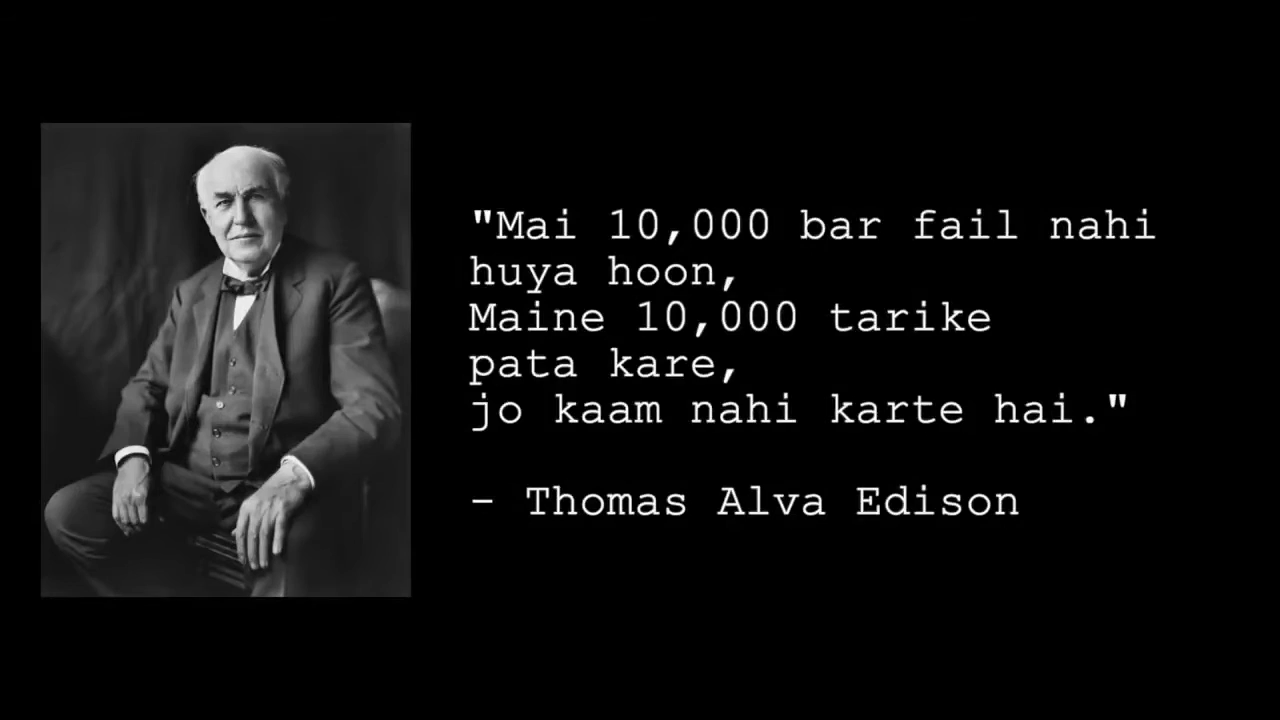 "Mai 10,000 bar fail nahi
huya hoon,
Maine 10,000 tarike
pata kare,
jo kaam nahi karte hai."
- Thomas Alva Edison